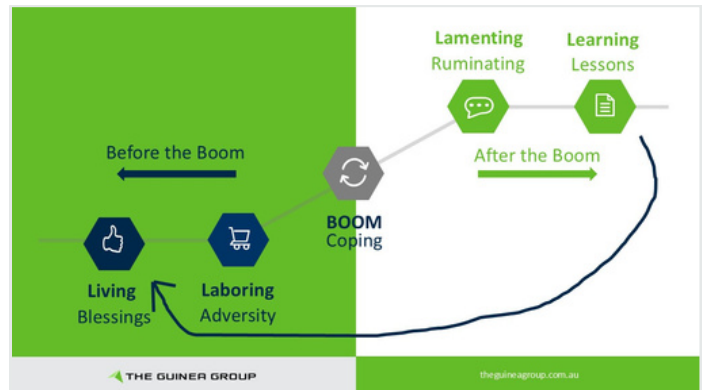 Lamenting
Ruminating
Learning
Lessons
Before the Boom
After the Boom
BOOM
Coping
Living
Blessings
Laboring
Adversity
THE GUINEA GROUP
theguineagroup.com.au